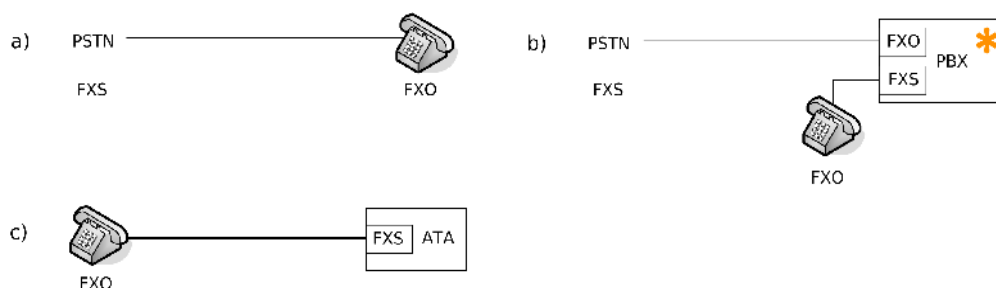 a) PSTN
FXS FXO
b) PSTN FXO PBX
FXS FXS
FXO
c) FXS ATA
FXO